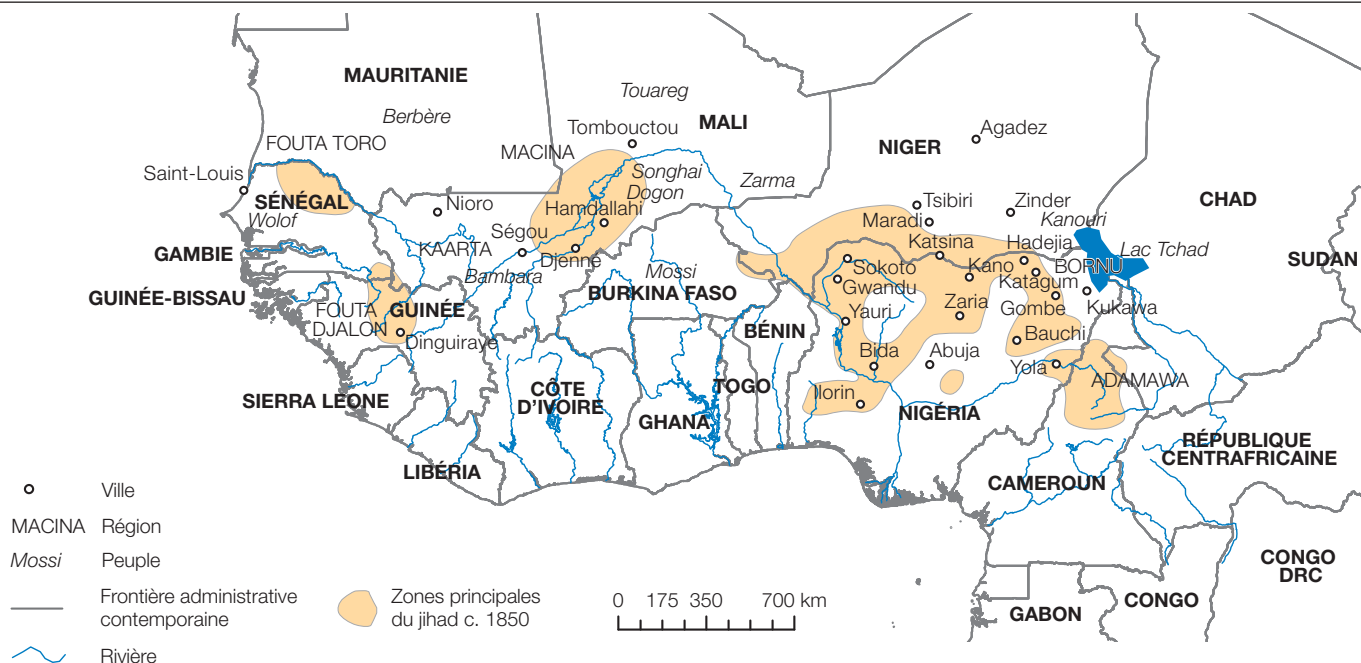 MAURITANIE
Touareg
Berbère
Tombouctou
MALI
Agadez
FOUTA TORO
MACINA
NIGER
Saint-Louis
Songhai
Dogon
Zarma
SÉNÉGAL
Nioro
Hamdallahi
Tsibiri
Zinder
CHAD
Wolof
Maradi
Kanouri
Ségou
KAARTA
Djenné
Katsina
Hadejia
Lac Tchad
GAMBIE
Bambara
Mossi
Sokoto
Kano
BORNU
SUDAN
GUINÉE-BISSAU
BURKINA FASO
Gwandu
Katagum
Kukawa
FOUTA
DJALON
GUINÉE
Yauri
Zaria
Gombe
Dinguiraye
BÉNIN
Bauchi
Bida
Abuja
Yola
ADAMAWA
SIERRA LEONE
CÔTE
D'IVOIRE
TOGO
Ilorin
NIGÉRIA
GHANA
LIBÉRIA
RÉPUBLIQUE
CENTRAFRICAINE
CAMEROUN
CONGO
DRC
GABON
CONGO
Ville
MACINA Région
Mossi Peuple
Frontière administrative
contemporaine
Rivière
Zones principales
du jihad c. 1850
0 175 350 700 km